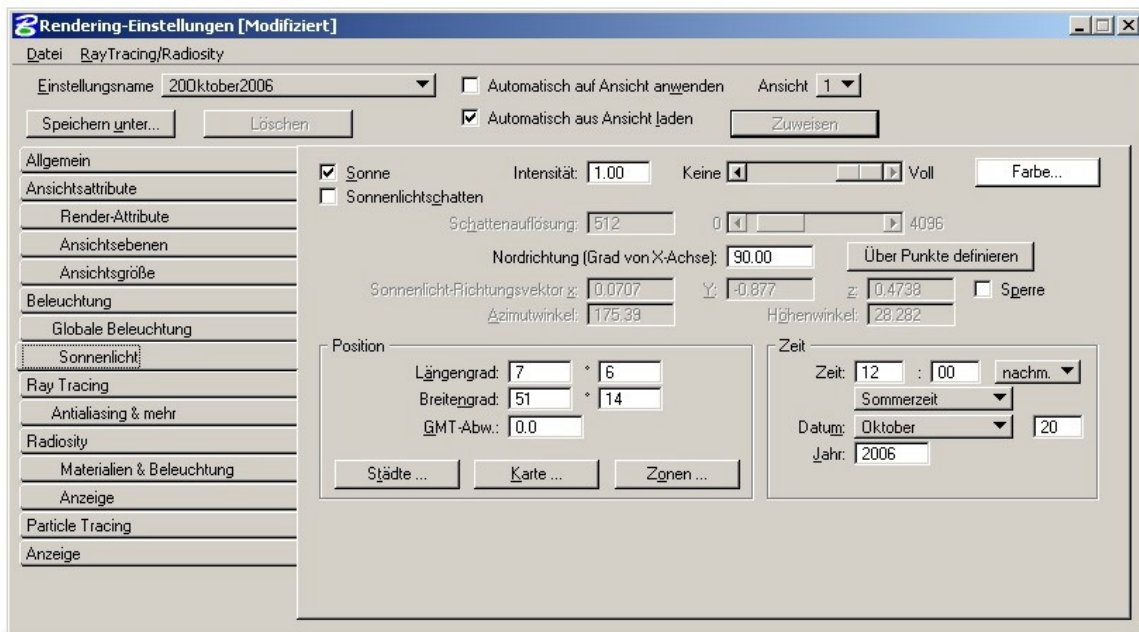 Rendering-Einstellungen [Modifiziert]
Datei RayTracing/Radiosity
Einstellungsname 20Oktober2006 Automatisch auf Ansicht anwenden Ansicht 1
Speichern unter... Löschen Automatisch aus Ansicht laden Zuweisen
Allgemein
Ansichtsattribute
Render-Attribute
Ansichtsebenen
Ansichtsgröße
Beleuchtung
Globale Beleuchtung
Sonnenlicht
Ray Tracing
Antialiasing & mehr
Radiosity
Materialien & Beleuchtung
Anzeige
Particle Tracing
Anzeige
Sonne Intensität: 1.00 Keine Voll Farbe...
Sonnenlichtschatten
Schattenauflösung: 512 0 4096
Nordrichtung (Grad von X-Achse): 90.00 Über Punkte definieren
Sonnenlicht-Richtungsvektor x: 0.0707 Y: -0.877 z: 0.4738 Sperre
Azimutwinkel: 175.39 Höhenwinkel: 28.282
Position
Längengrad: 7 ° 6
Breitengrad: 51 ° 14
GMT-Abw.: 0.0
Städte ... Karte ... Zonen ...
Zeit
Zeit: 12 : 00 nachm.
Sommerzeit
Datum: Oktober 20
Jahr: 2006